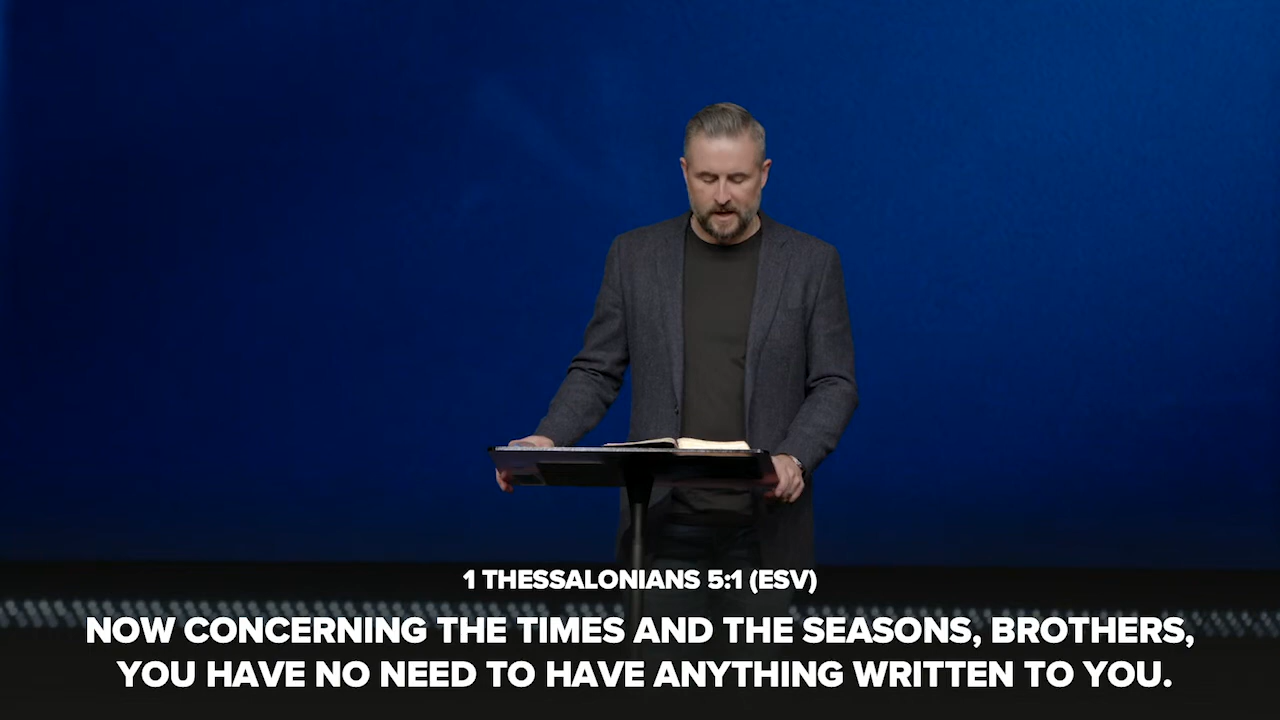 1 THESSALONIANS 5:1 (ESV)
NOW CONCERNING THE TIMES AND THE SEASONS, BROTHERS,
YOU HAVE NO NEED TO HAVE ANYTHING WRITTEN TO YOU.